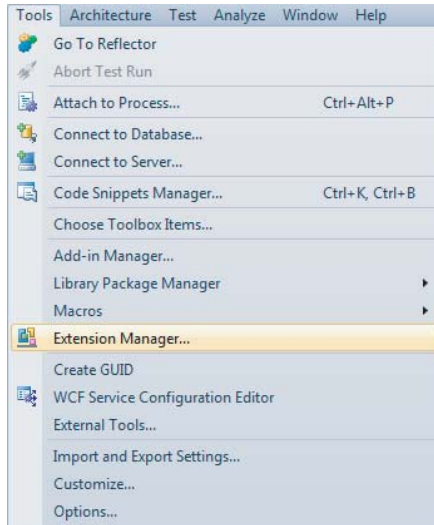 Tools Architecture Test Analyze Window Help
Go To Reflector
Abort Test Run
Attach to Process... Ctrl+Alt+P
Connect to Database...
Connect to Server...
Code Snippets Manager... Ctrl+K, Ctrl+B
Choose Toolbox Items...
Add-in Manager...
Library Package Manager
Macros
Extension Manager...
Create GUID
WCF Service Configuration Editor
External Tools...
Import and Export Settings...
Customize...
Options...